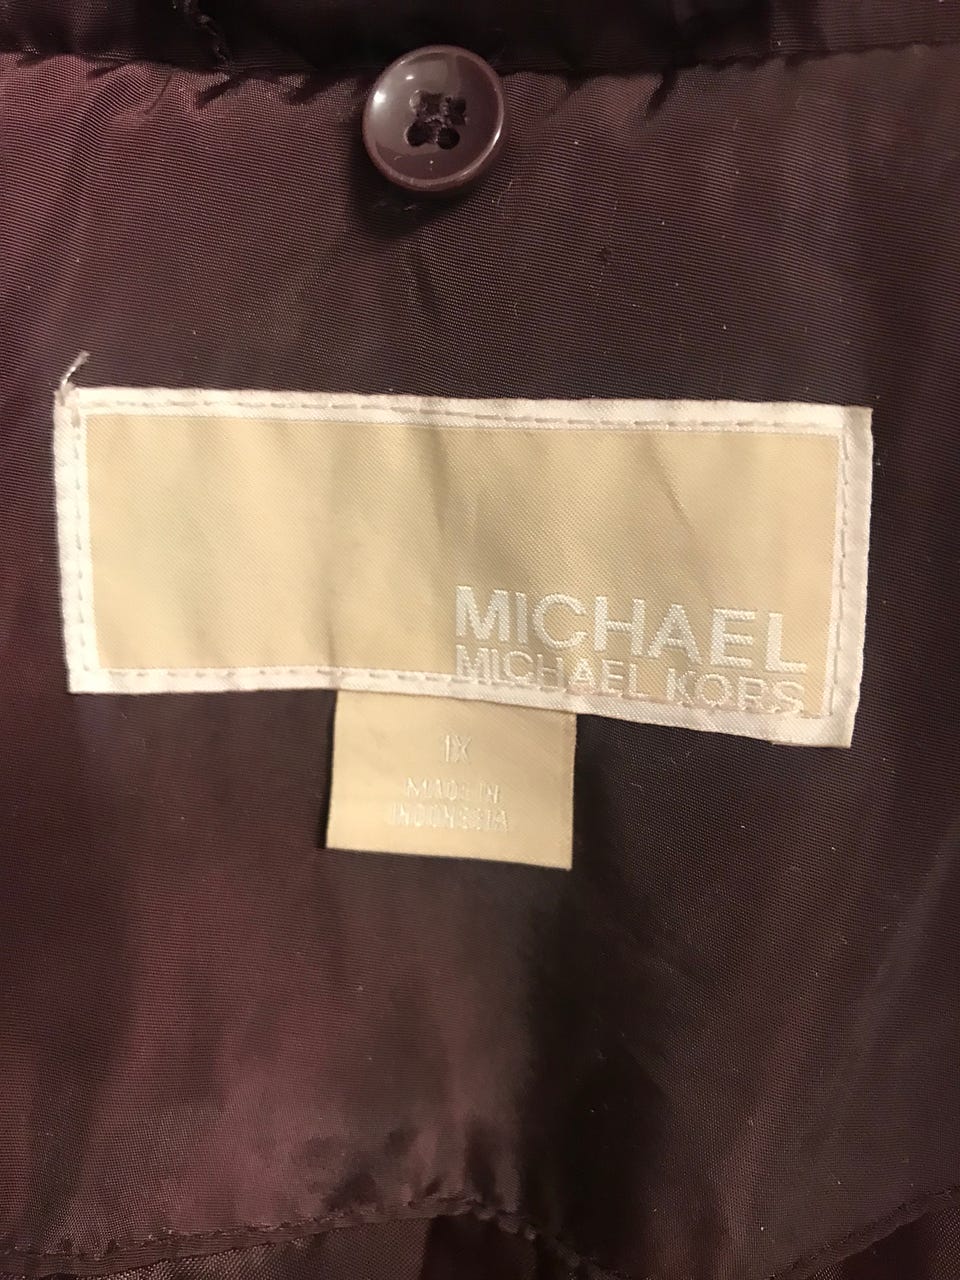 MICHAEL
MICHAEL KORS
1X
MADE IN
INDONESIA